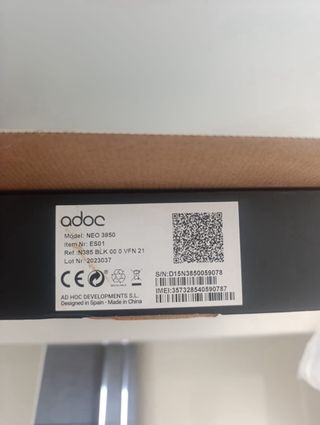 adoc
Model: NEO 3850
Item Nr: ES01
Ref :N385 BLK 00 0 VFN 21
Lot Nr :2023037
CE
AD HOC DEVELOPMENTS S.L.
Designed in Spain - Made in China
S/N:D15N3850059078
IMEI:357328540590787